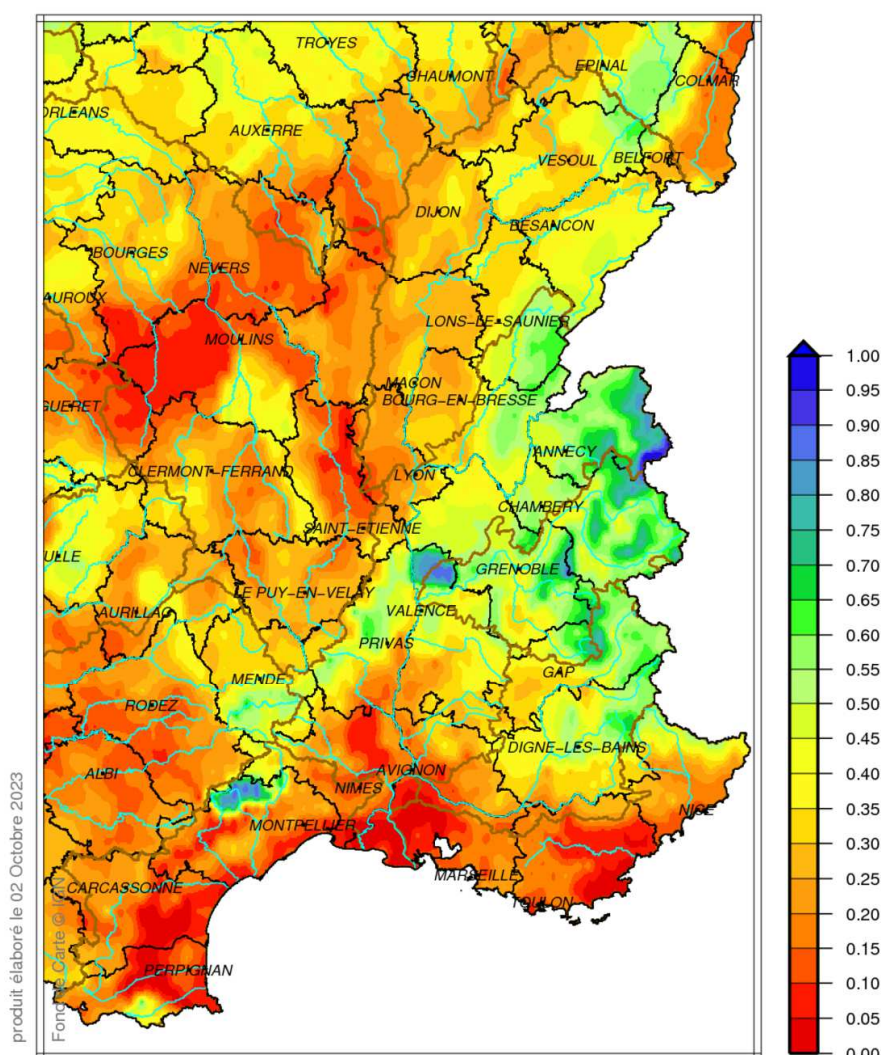 TROYES
EPINAL
CHAUMONT
COLMAR
ORLEANS
AUXERRE
VESOUL
BELFORT
DIJON
BESANCON
BOURGES
NEVERS
AUROUX
LONS-LE-SAUNIER
MOULINS
MACON
BOURG-EN-BRESSE
GUERET
ANNECY
CLERMONT-FERRAND
LYON
CHAMBERY
SAINT-ETIENNE
ULLE
GRENOBLE
LE PUY-EN-VELAY
VALENCE
AURILLAC
PRIVAS
GAP
MENDE
RODEZ
DIGNE-LES-BAINS
ALBI
AVIGNON
NIMES
NICE
MONTPELLIER
MARSEILLE
CARCASSONNE
TOULON
PERPIGNAN
1.00
0.95
0.90
0.85
0.80
0.75
0.70
0.65
0.60
0.55
0.50
0.45
0.40
0.35
0.30
0.25
0.20
0.15
0.10
0.05
0.00
produit élaboré le 02 Octobre 2023
Fond de Carte © IGN